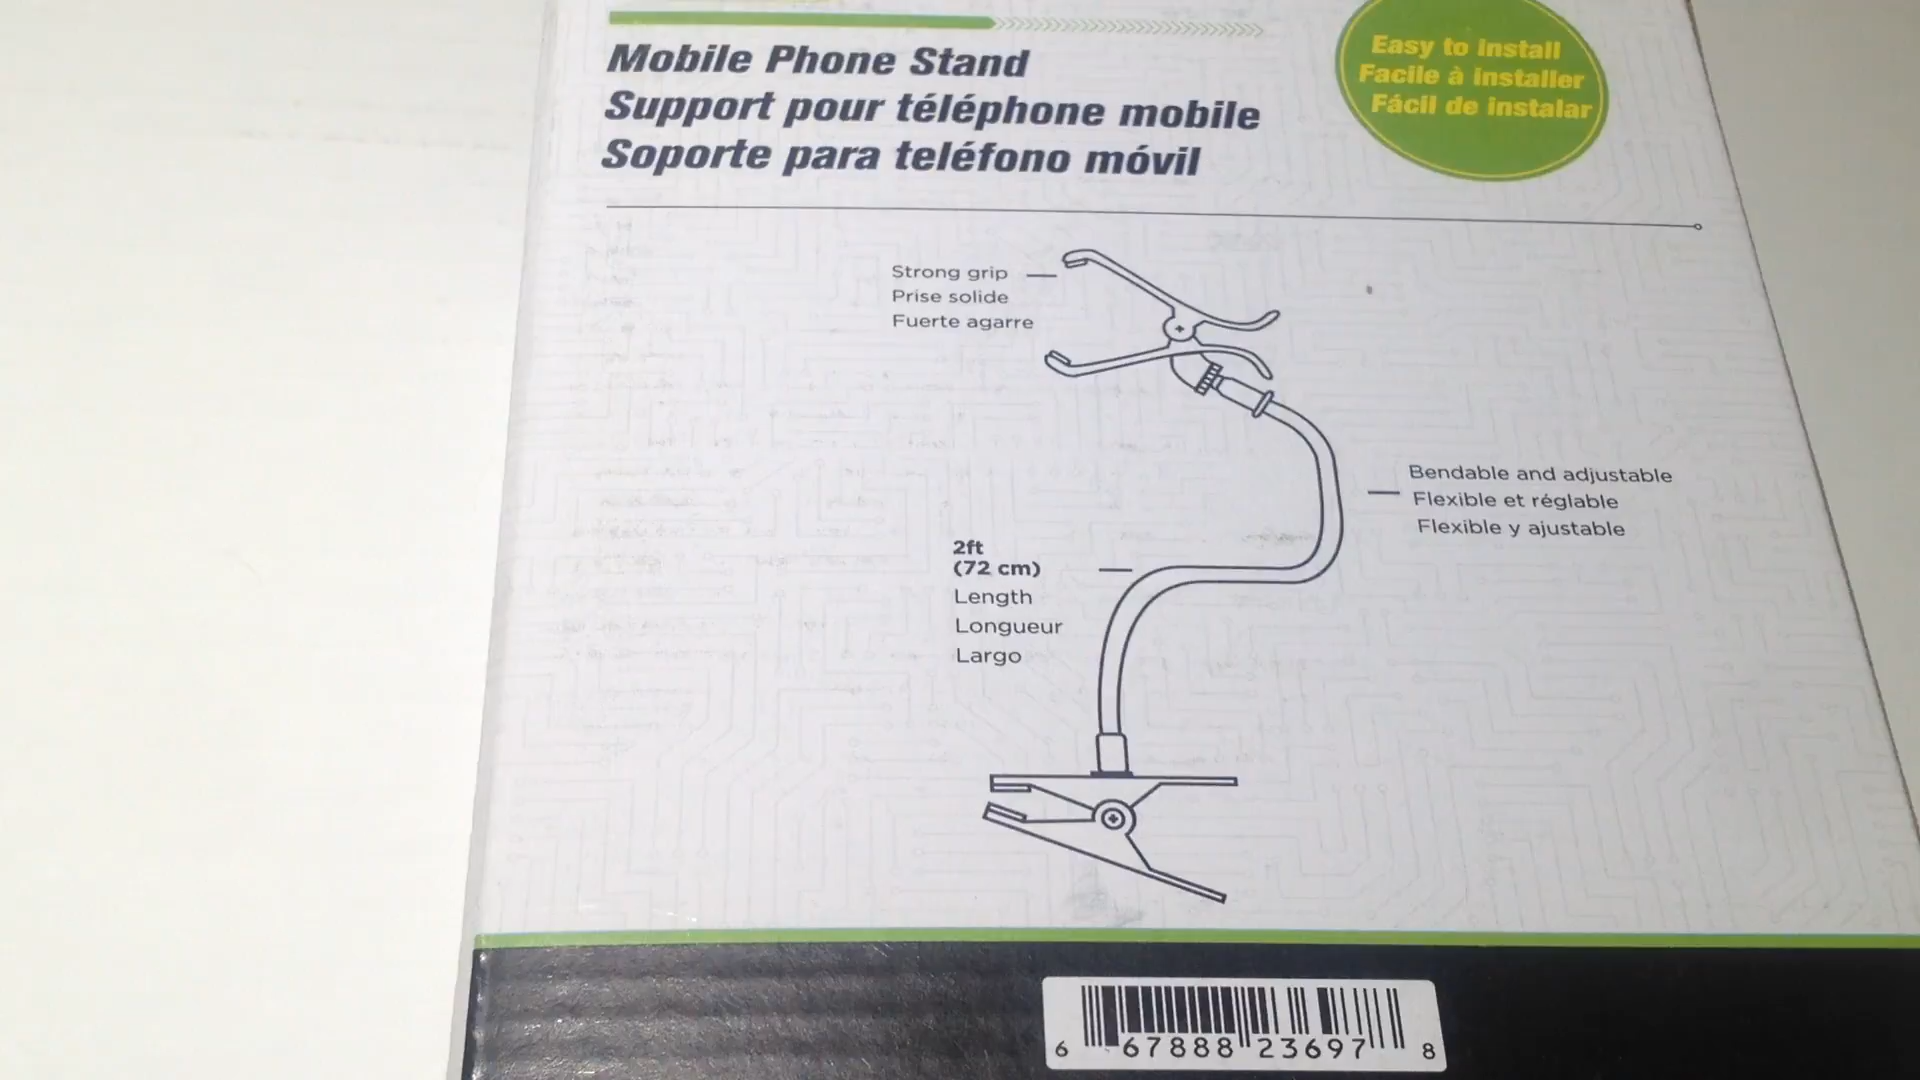 Mobile Phone Stand
Support pour téléphone mobile
Soporte para teléfono móvil
Easy to install
Facile à installer
Fácil de instalar
Strong grip
Prise solide
Fuerte agarre
Bendable and adjustable
Flexible et réglable
Flexible y ajustable
2ft
(72 cm)
Length
Longueur
Largo
6 67888 23697 8